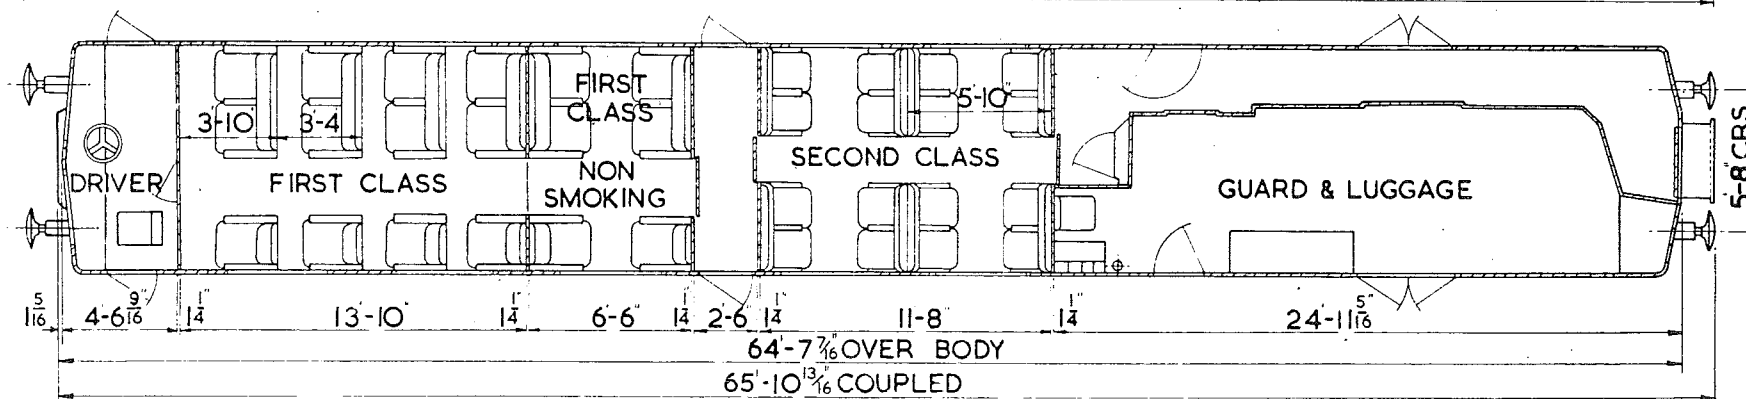 FIRST
CLASS
5'-10"
3'-10"
3'-4"
SECOND CLASS
5'-8" CRS
NON
SMOKING
DRIVER
FIRST CLASS
GUARD & LUGGAGE
1 5/16 4'-6 9/16" 1 1/4" 13'-10" 1 1/4" 6'-6" 1 1/4" 2'-6" 1 1/4" 11'-8" 1 1/4" 24'-11 5/16"
64'-7 7/16" OVER BODY
65'-10 13/16" COUPLED